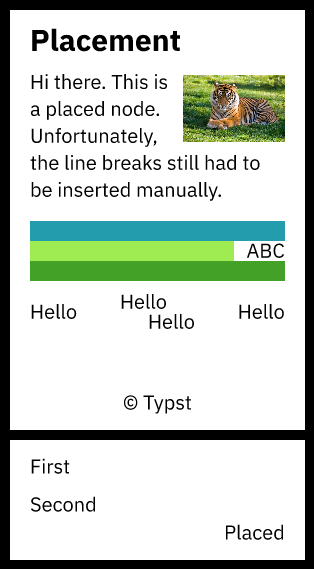 Placement
Hi there. This is
a placed node.
Unfortunately,
the line breaks still had to
be inserted manually.
ABC
Hello
Hello
Hello
Hello
© Typst
First
Second
Placed